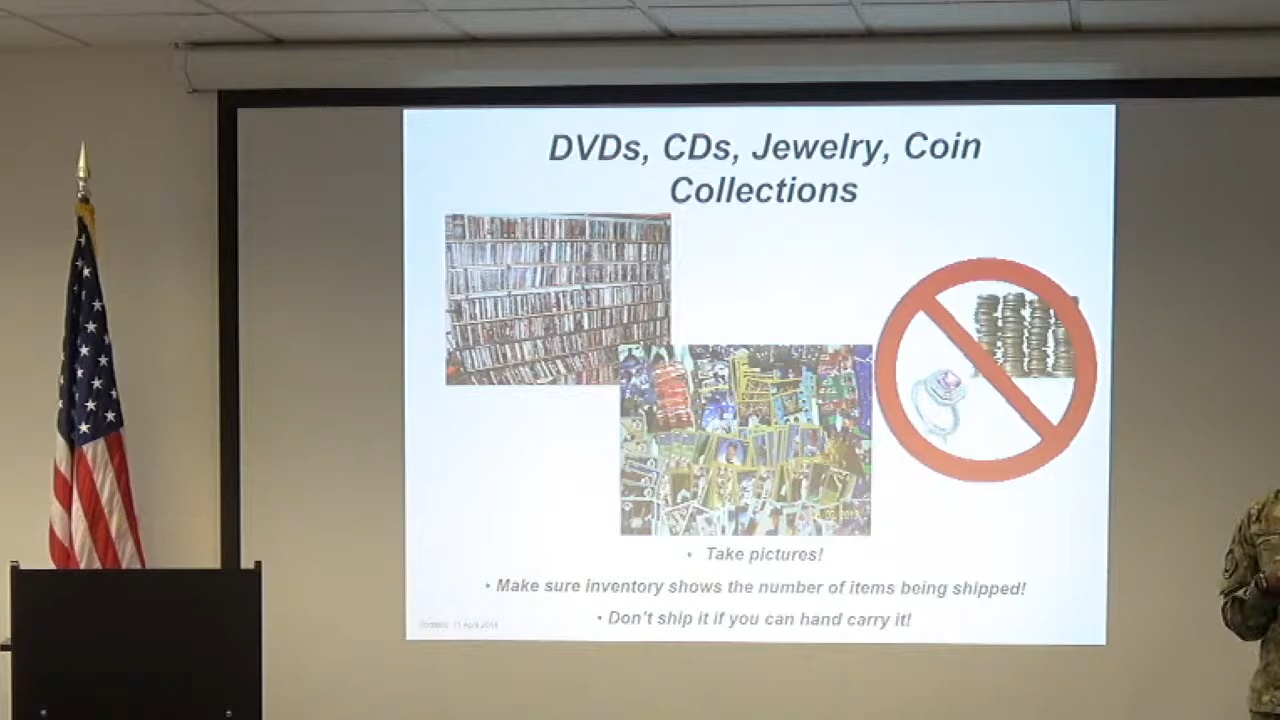 DVDs, CDs, Jewelry, Coin
Collections
• Take pictures!
• Make sure inventory shows the number of items being shipped!
• Don't ship it if you can hand carry it!